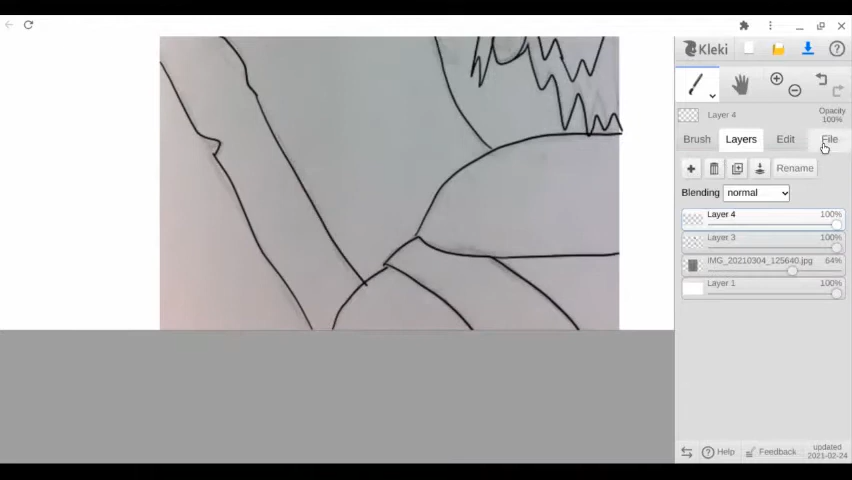 Kleki
Layer 4
Opacity
100%
Brush
Layers
Edit
File
Rename
Blending
normal
Layer 4
100%
Layer 3
100%
IMG_20210304_125640.jpg
64%
Layer 1
100%
Help
Feedback
updated
2021-02-24